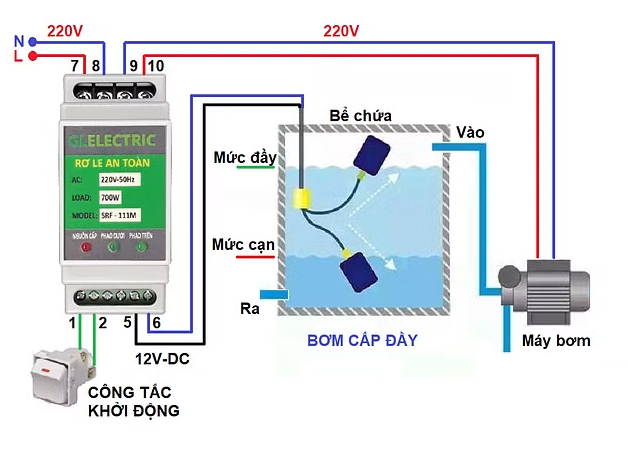 220V
220V
N
L
7 8 9 10
GLELECTRIC
RƠ LE AN TOÀN
AC: 220V-50Hz
LOAD: 700W
MODEL: SRF - 111M
NGUỒN CẤP PHAO DƯỚI PHAO TRÊN
1 2 5 6
12V-DC
CÔNG TẮC
KHỞI ĐỘNG
Bể chứa
Vào
Mức đầy
Mức cạn
Ra
BƠM CẤP ĐẦY
Máy bơm